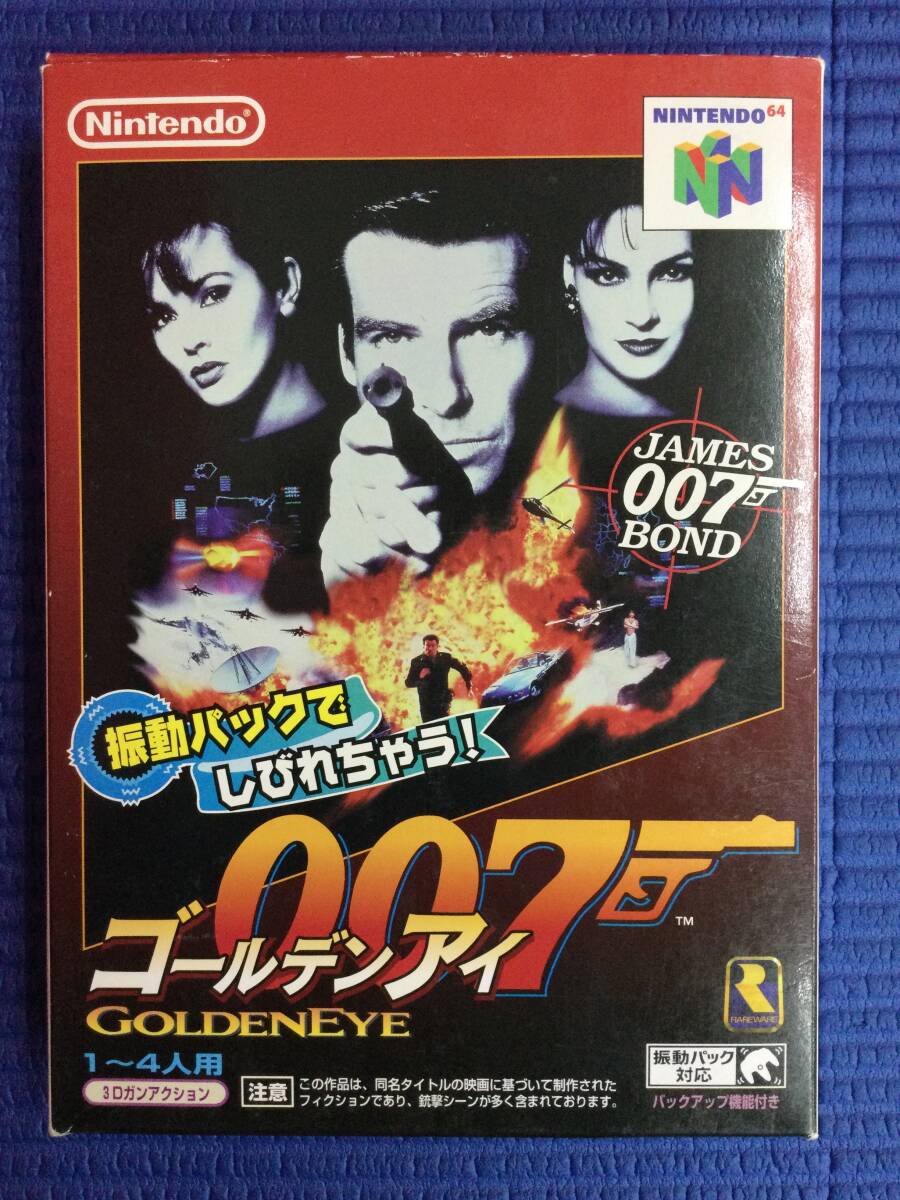 Nintendo®
NINTENDO64
JAMES
007
BOND
振動パックで
しびれちゃう!
007
TM
ゴールデンアイ
GOLDENEYE
RAREWARE
1〜4人用
3Dガンアクション
注意
この作品は、同名タイトルの映画に基づいて制作された
フィクションであり、銃撃シーンが多く含まれております。
振動パック
対応
バックアップ機能付き